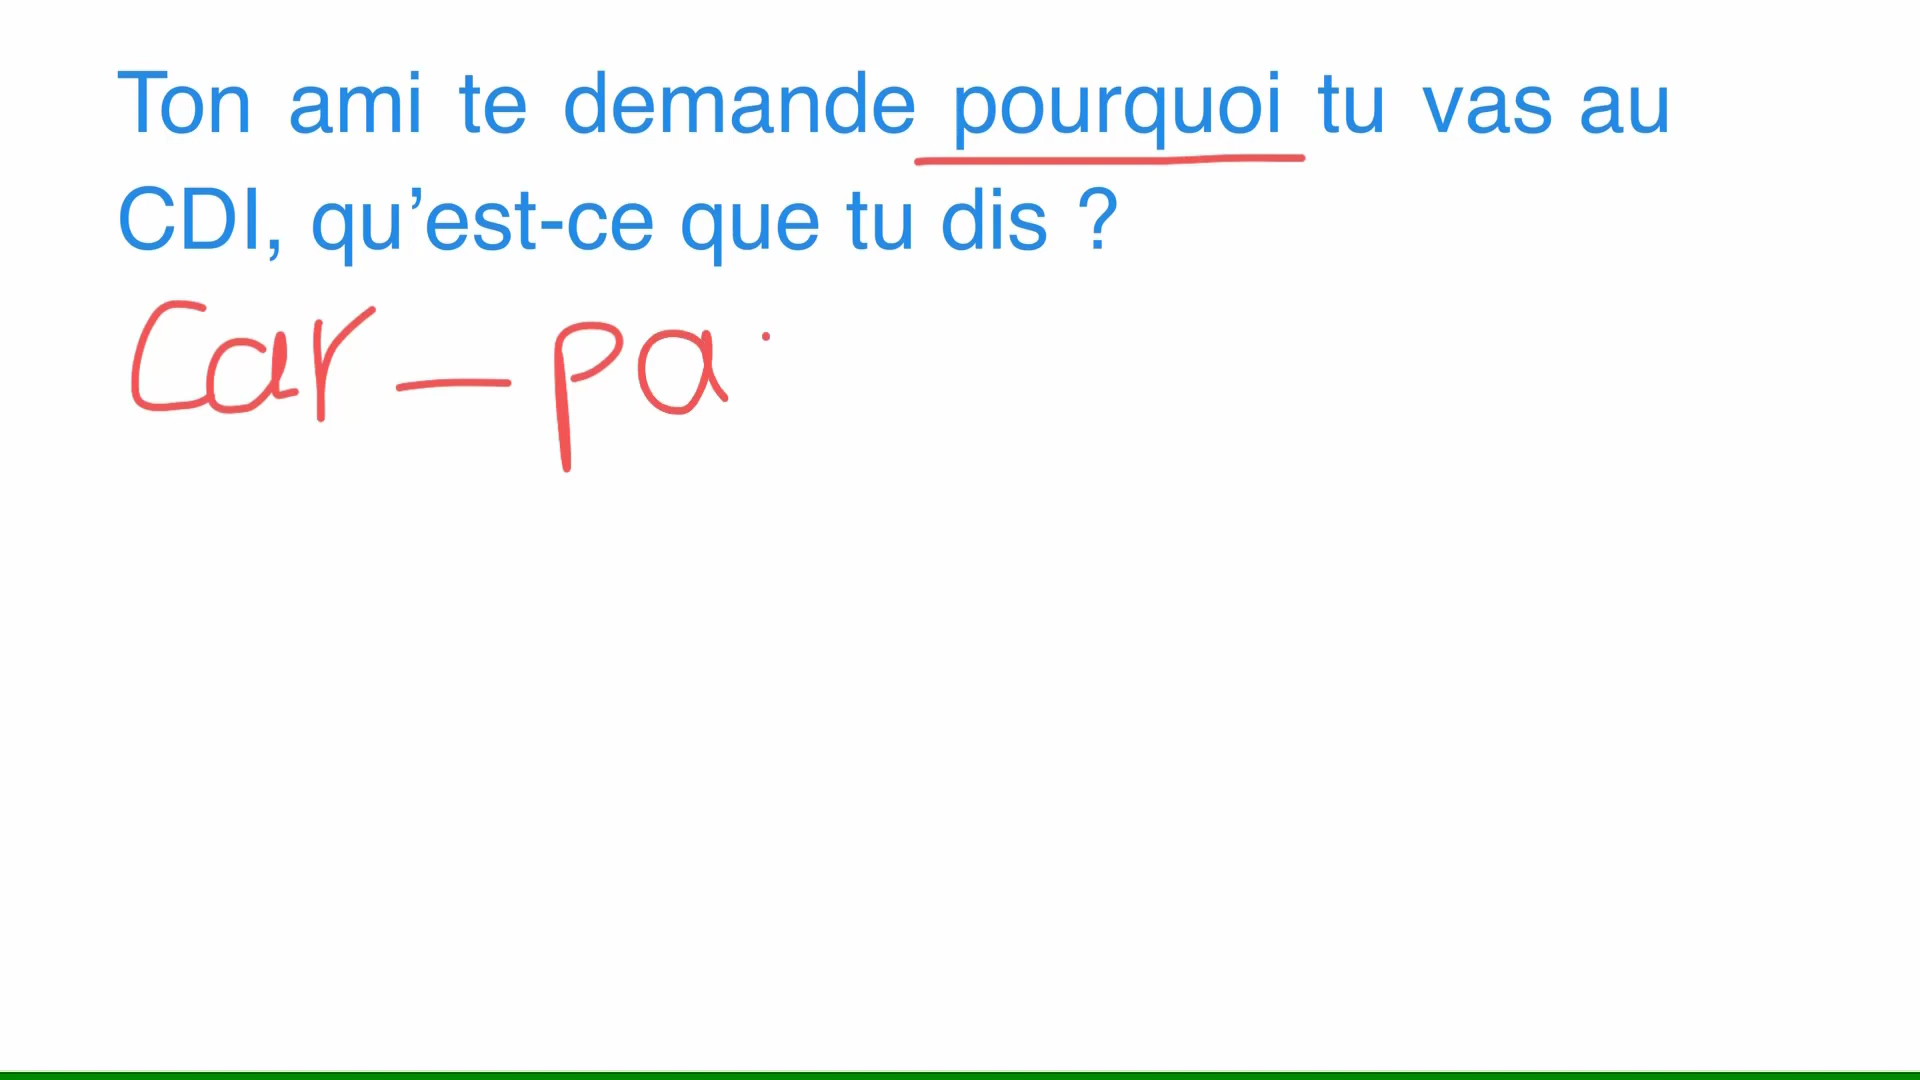 Ton ami te demande pourquoi tu vas au
CDI, qu’est-ce que tu dis ?
Car – pa